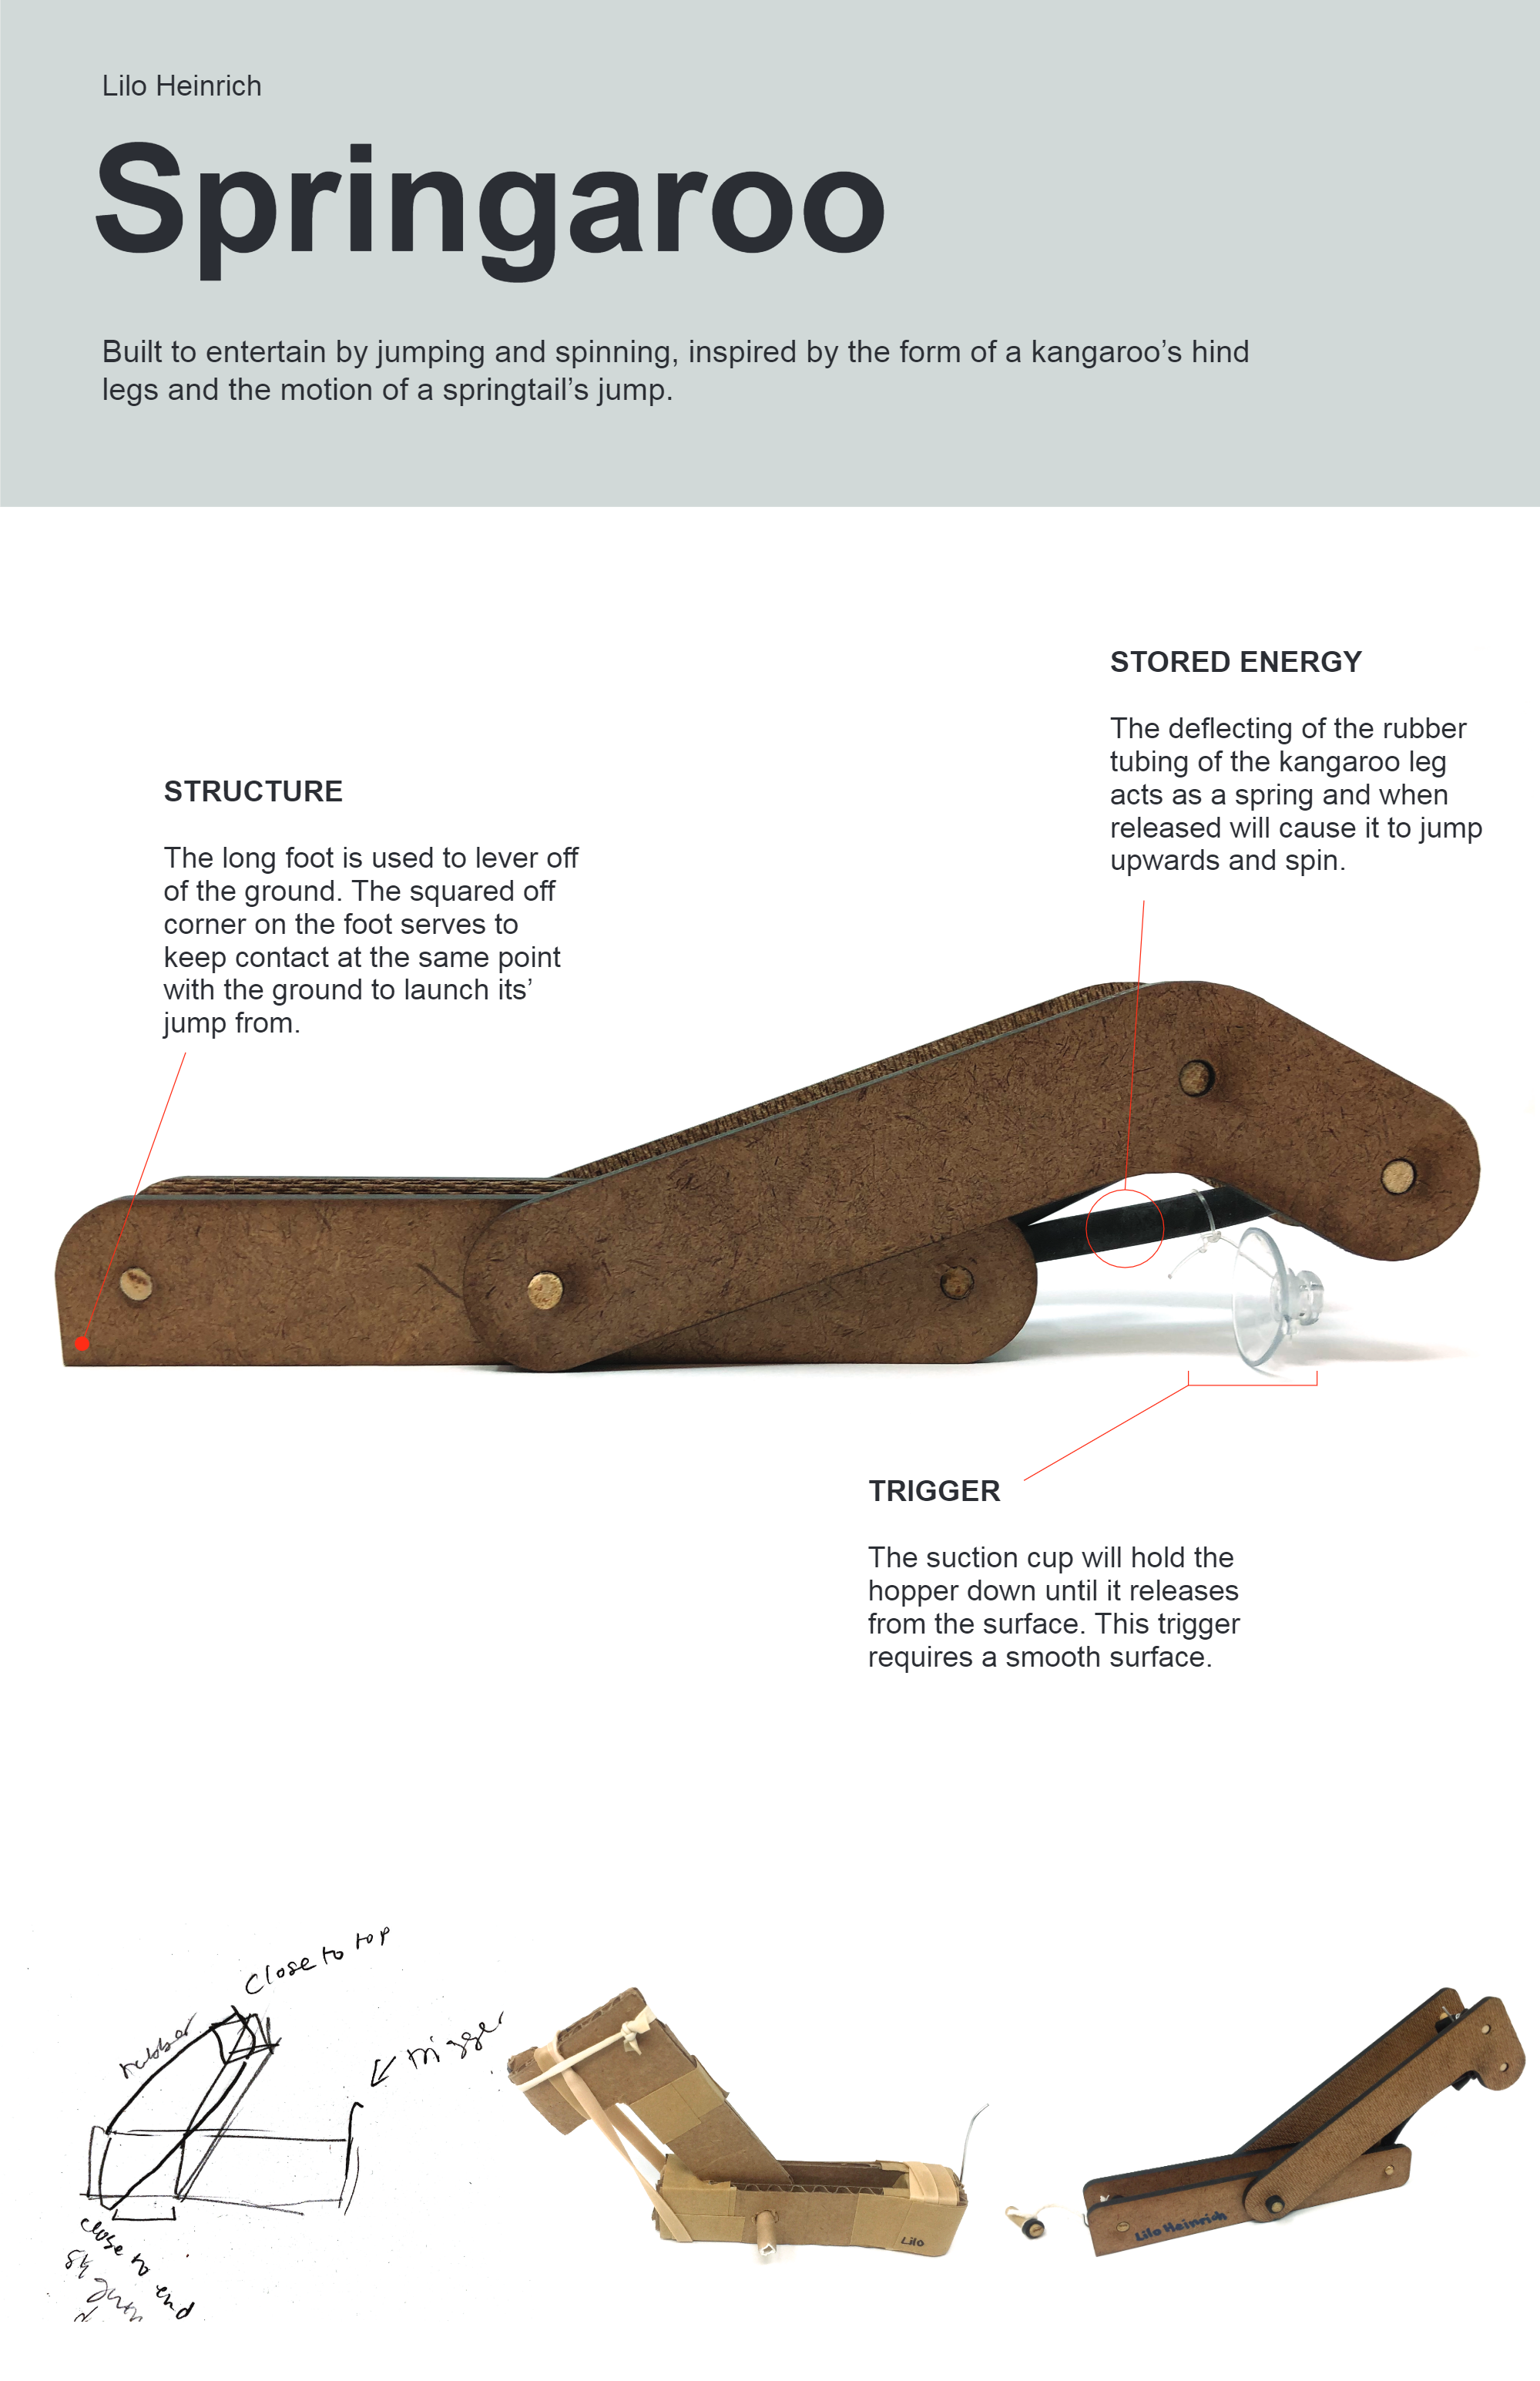 Lilo Heinrich
Springaroo
Built to entertain by jumping and spinning, inspired by the form of a kangaroo’s hind
legs and the motion of a springtail’s jump.
STORED ENERGY
The deflecting of the rubber
tubing of the kangaroo leg
acts as a spring and when
released will cause it to jump
upwards and spin.
STRUCTURE
The long foot is used to lever off
of the ground. The squared off
corner on the foot serves to
keep contact at the same point
with the ground to launch its’
jump from.
TRIGGER
The suction cup will hold the
hopper down until it releases
from the surface. This trigger
requires a smooth surface.
close to top
rubber
trigger
close to end
Lilo
Lilo Heinrich